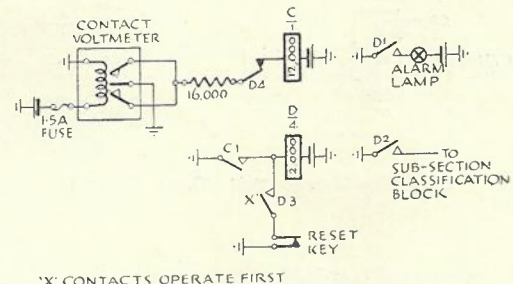 CONTACT
VOLTMETER
1·5A
FUSE
16,000
D4
C
1
12,000
D1
ALARM
LAMP
D
4
2,000
C1
'X'
D3
RESET
KEY
D2
TO
SUB-SECTION
CLASSIFICATION
BLOCK
'X' CONTACTS OPERATE FIRST